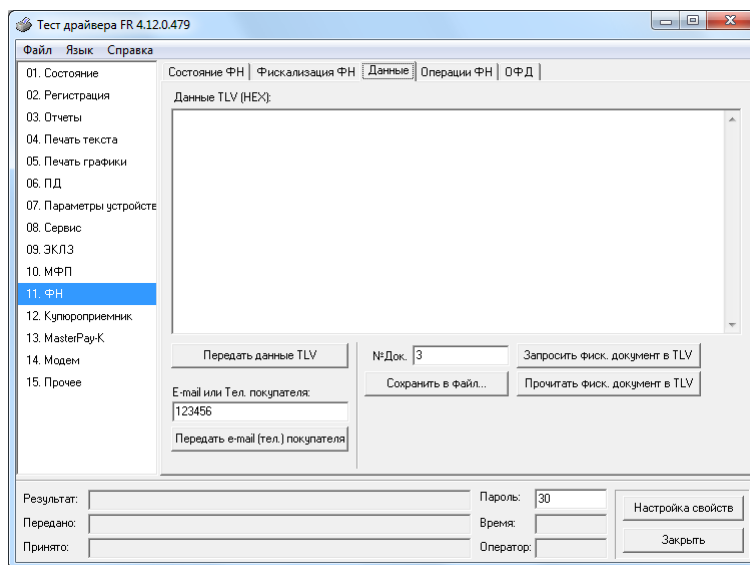 Тест драйвера FR 4.12.0.479
Файл Язык Справка
01. Состояние
02. Регистрация
03. Отчеты
04. Печать текста
05. Печать графики
06. ПД
07. Параметры устройств
08. Сервис
09. ЭКЛЗ
10. МФП
11. ФН
12. Купюроприемник
13. MasterPay-К
14. Модем
15. Прочее
Состояние ФН Фискализация ФН Данные Операции ФН ОФД
Данные TLV (HEX):
Передать данные TLV
№Док. 3
Запросить фиск. документ в TLV
Сохранить в файл...
Прочитать фиск. документ в TLV
E-mail или Тел. покупателя:
123456
Передать e-mail (тел.) покупателя
Результат:
Передано:
Принято:
Пароль: 30
Время:
Оператор:
Настройка свойств
Закрыть